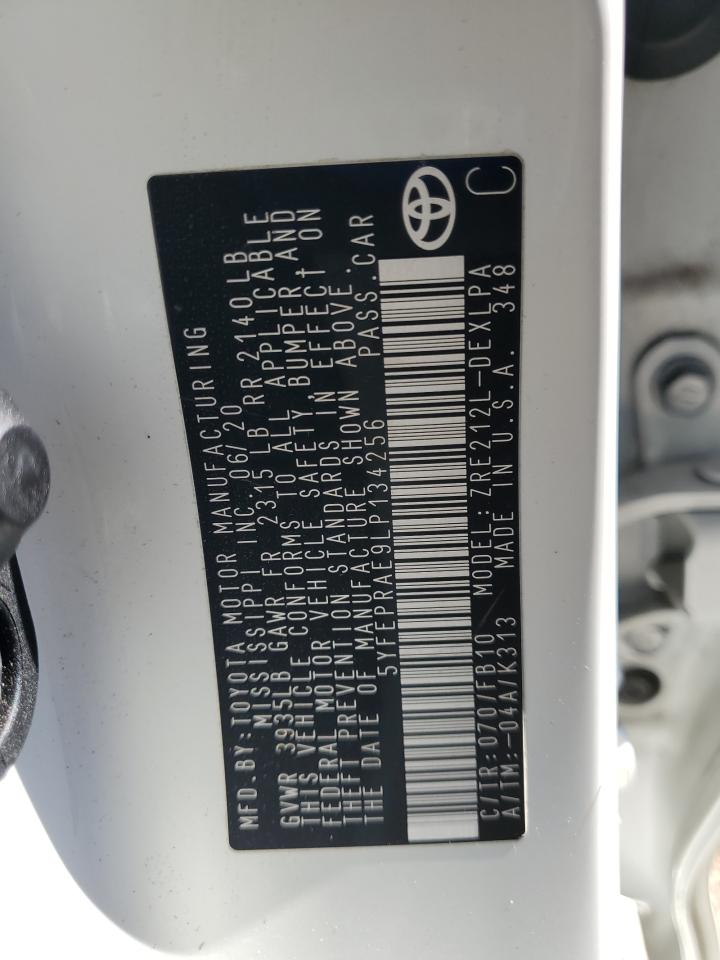 MFD. BY: TOYOTA MOTOR MANUFACTURING
MISSISSIPPI INC. 06/20
GVWR 3935LB GAWR FR 2315 LB RR 2140 LB
THIS VEHICLE CONFORMS TO ALL APPLICABLE
FEDERAL MOTOR VEHICLE SAFETY, BUMPER, AND
THEFT PREVENTION STANDARDS IN EFFECT ON
THE DATE OF MANUFACTURE SHOWN ABOVE.
5YFEPRAE9LP134256 PASS. CAR
C/TR: 070/FB10 MODEL: ZRE212L-DEXLPA
A/TM: -04A/K313 MADE IN U.S.A. 348
C